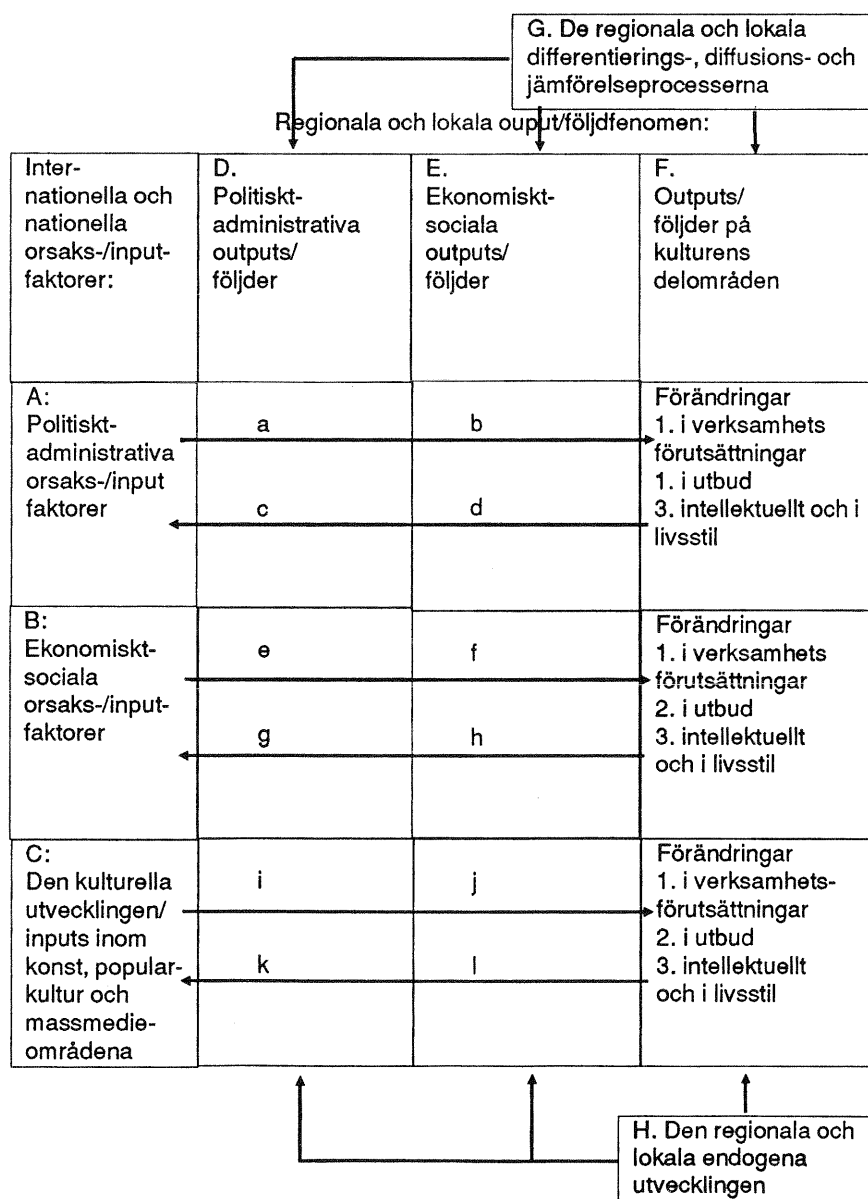 G. De regionala och lokala
differentierings-, diffusions- och
jämförelseprocesserna
Regionala och lokala ouput/följdfenomen:
Inter-
nationella och
nationella
orsaks-/input-
faktorer:
D.
Politiskt-
administrativa
outputs/
följder
E.
Ekonomiskt-
sociala
outputs/
följder
F.
Outputs/
följder på
kulturens
delområden
A:
Politiskt-
administrativa
orsaks-/input
faktorer
a
b
c
d
Förändringar
1. i verksamhets
förutsättningar
1. i utbud
3. intellektuellt och i
livsstil
B:
Ekonomiskt-
sociala
orsaks-/input-
faktorer
e
f
g
h
Förändringar
1. i verksamhets
förutsättningar
2. i utbud
3. intellektuellt
och i livsstil
C:
Den kulturella
utvecklingen/
inputs inom
konst, popular-
kultur och
massmedie-
områdena
i
j
k
l
Förändringar
1. i verksamhets-
förutsättningar
2. i utbud
3. intellektuellt
och i livsstil
H. Den regionala och
lokala endogena
utvecklingen